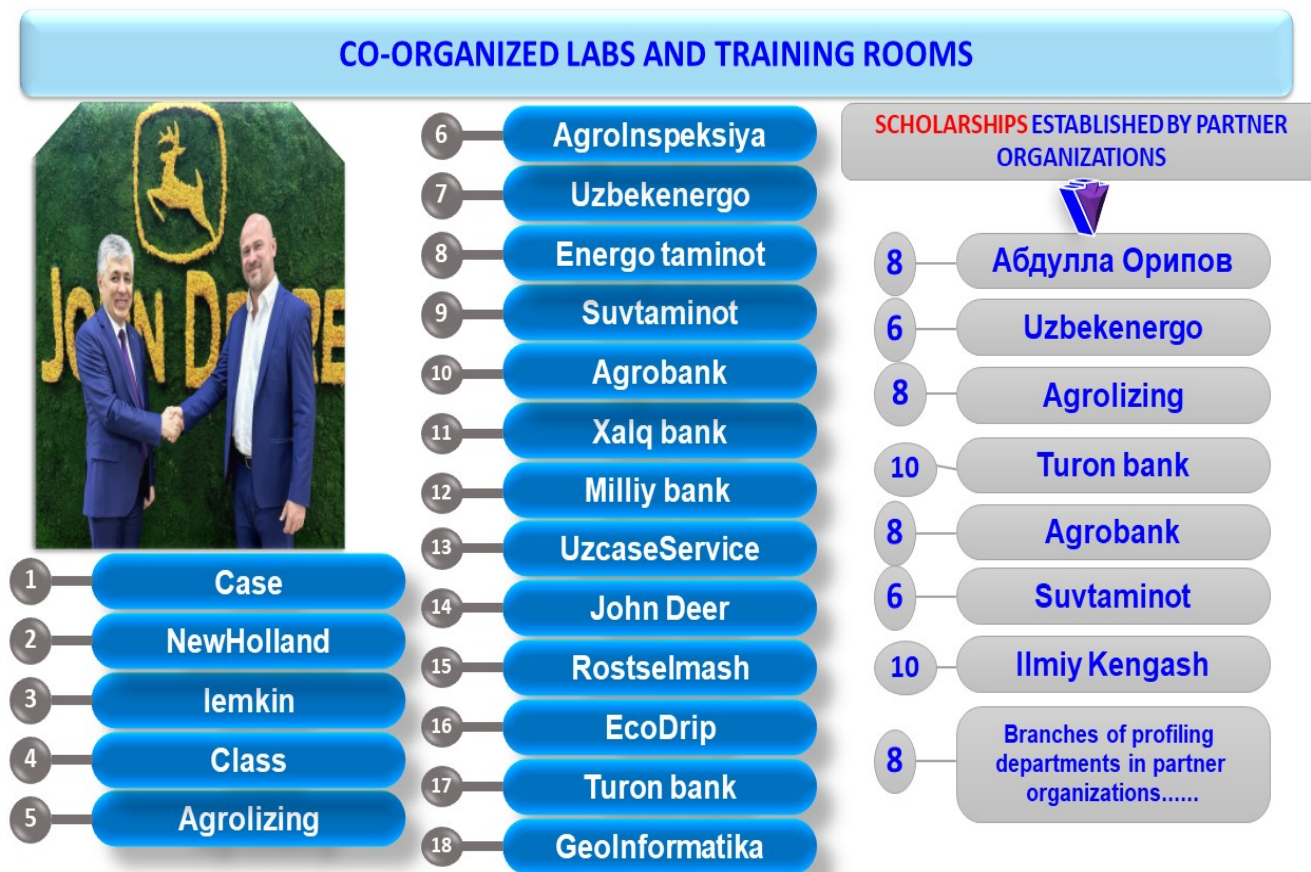 CO-ORGANIZED LABS AND TRAINING ROOMS
JOHN DEERE
1 Case
2 NewHolland
3 lemkin
4 Class
5 Agrolizing
6 AgroInspeksiya
7 Uzbekenergo
8 Energo taminot
9 Suvtaminot
10 Agrobank
11 Xalq bank
12 Milliy bank
13 UzcaseService
14 John Deer
15 Rostselmash
16 EcoDrip
17 Turon bank
18 GeoInformatika
SCHOLARSHIPS ESTABLISHED BY PARTNER
ORGANIZATIONS
8 Абдулла Орипов
6 Uzbekenergo
8 Agrolizing
10 Turon bank
8 Agrobank
6 Suvtaminot
10 Ilmiy Kengash
8 Branches of profiling
departments in partner
organizations......